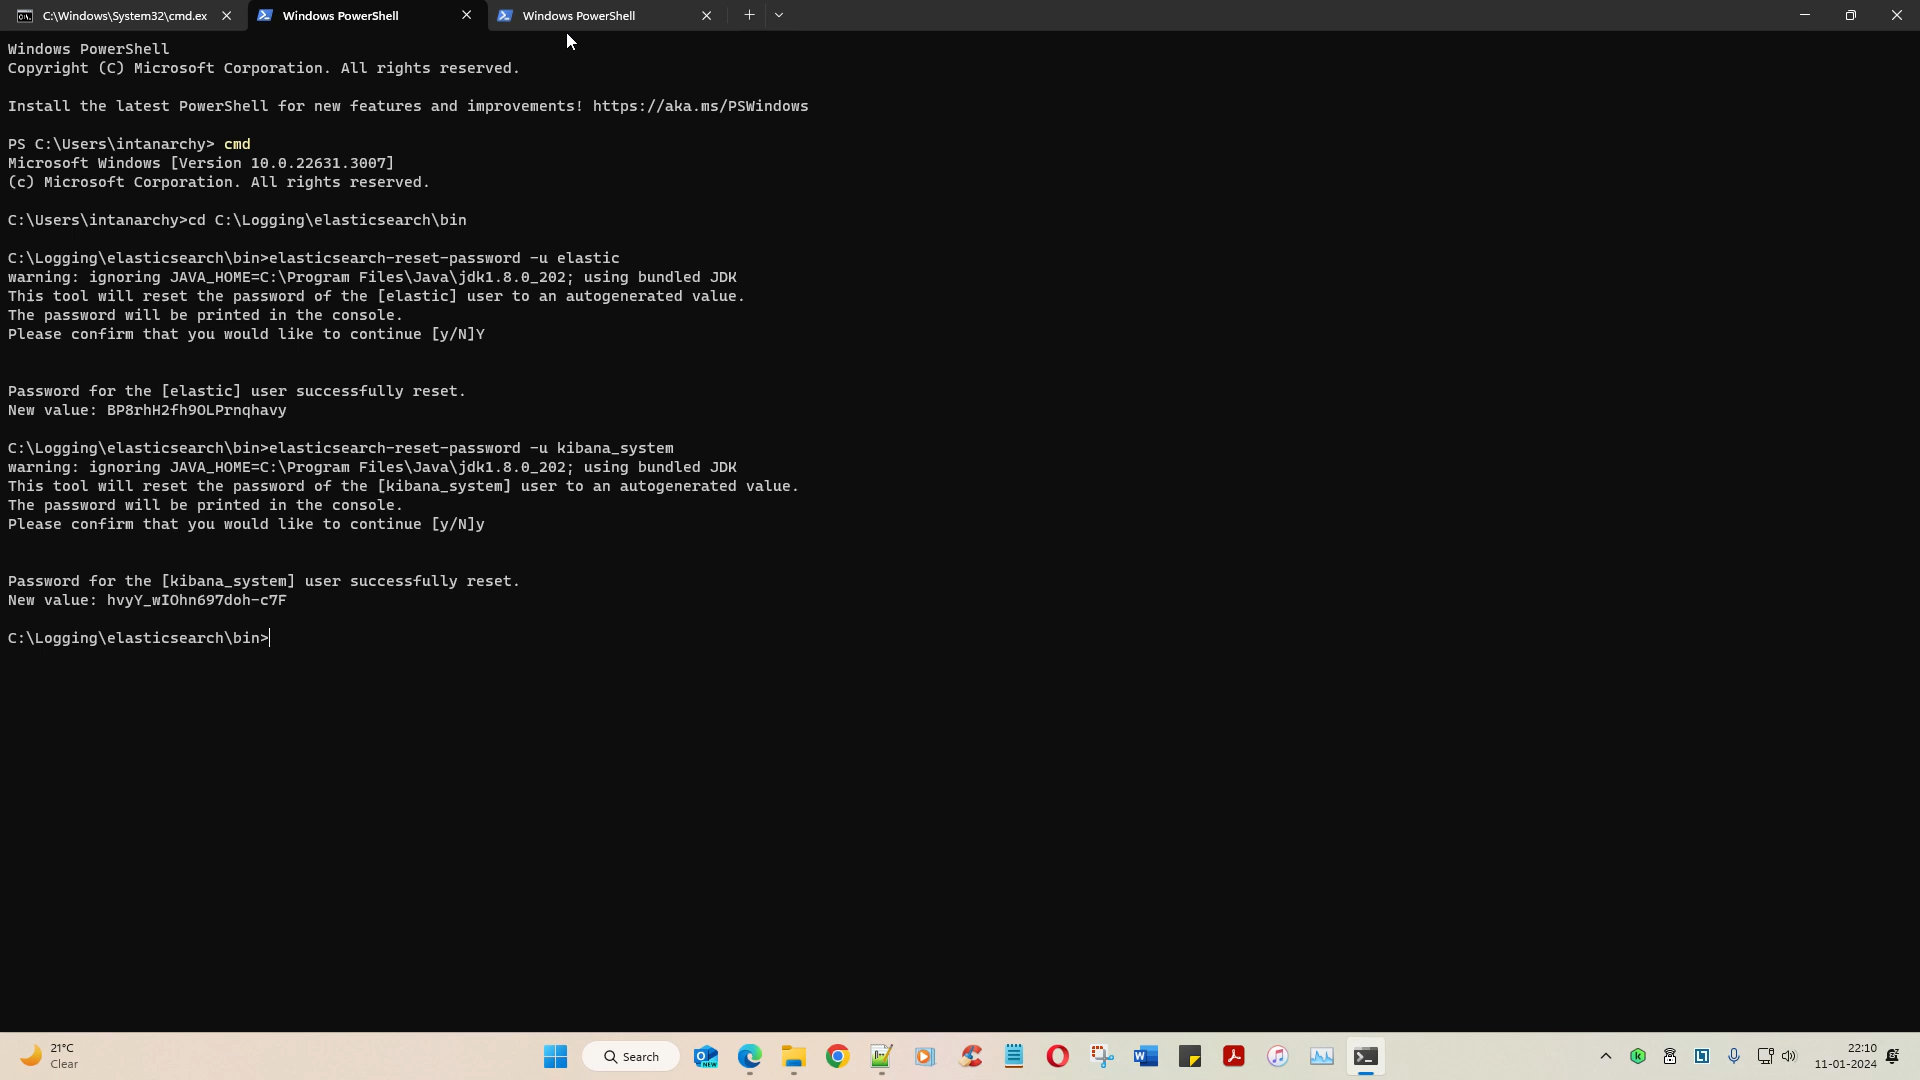 C:\Windows\System32\cmd.ex
Windows PowerShell
Windows PowerShell
Windows PowerShell
Copyright (C) Microsoft Corporation. All rights reserved.
Install the latest PowerShell for new features and improvements! https://aka.ms/PSWindows
PS C:\Users\intanarchy> cmd
Microsoft Windows [Version 10.0.22631.3007]
(c) Microsoft Corporation. All rights reserved.
C:\Users\intanarchy>cd C:\Logging\elasticsearch\bin
C:\Logging\elasticsearch\bin>elasticsearch-reset-password -u elastic
warning: ignoring JAVA_HOME=C:\Program Files\Java\jdk1.8.0_202; using bundled JDK
This tool will reset the password of the [elastic] user to an autogenerated value.
The password will be printed in the console.
Please confirm that you would like to continue [y/N]Y
Password for the [elastic] user successfully reset.
New value: BP8rhH2fh9OLPrnqhavy
C:\Logging\elasticsearch\bin>elasticsearch-reset-password -u kibana_system
warning: ignoring JAVA_HOME=C:\Program Files\Java\jdk1.8.0_202; using bundled JDK
This tool will reset the password of the [kibana_system] user to an autogenerated value.
The password will be printed in the console.
Please confirm that you would like to continue [y/N]y
Password for the [kibana_system] user successfully reset.
New value: hvyY_wIOhn697doh-c7F
C:\Logging\elasticsearch\bin>
21°C
Clear
Search
NEW
22:10
11-01-2024